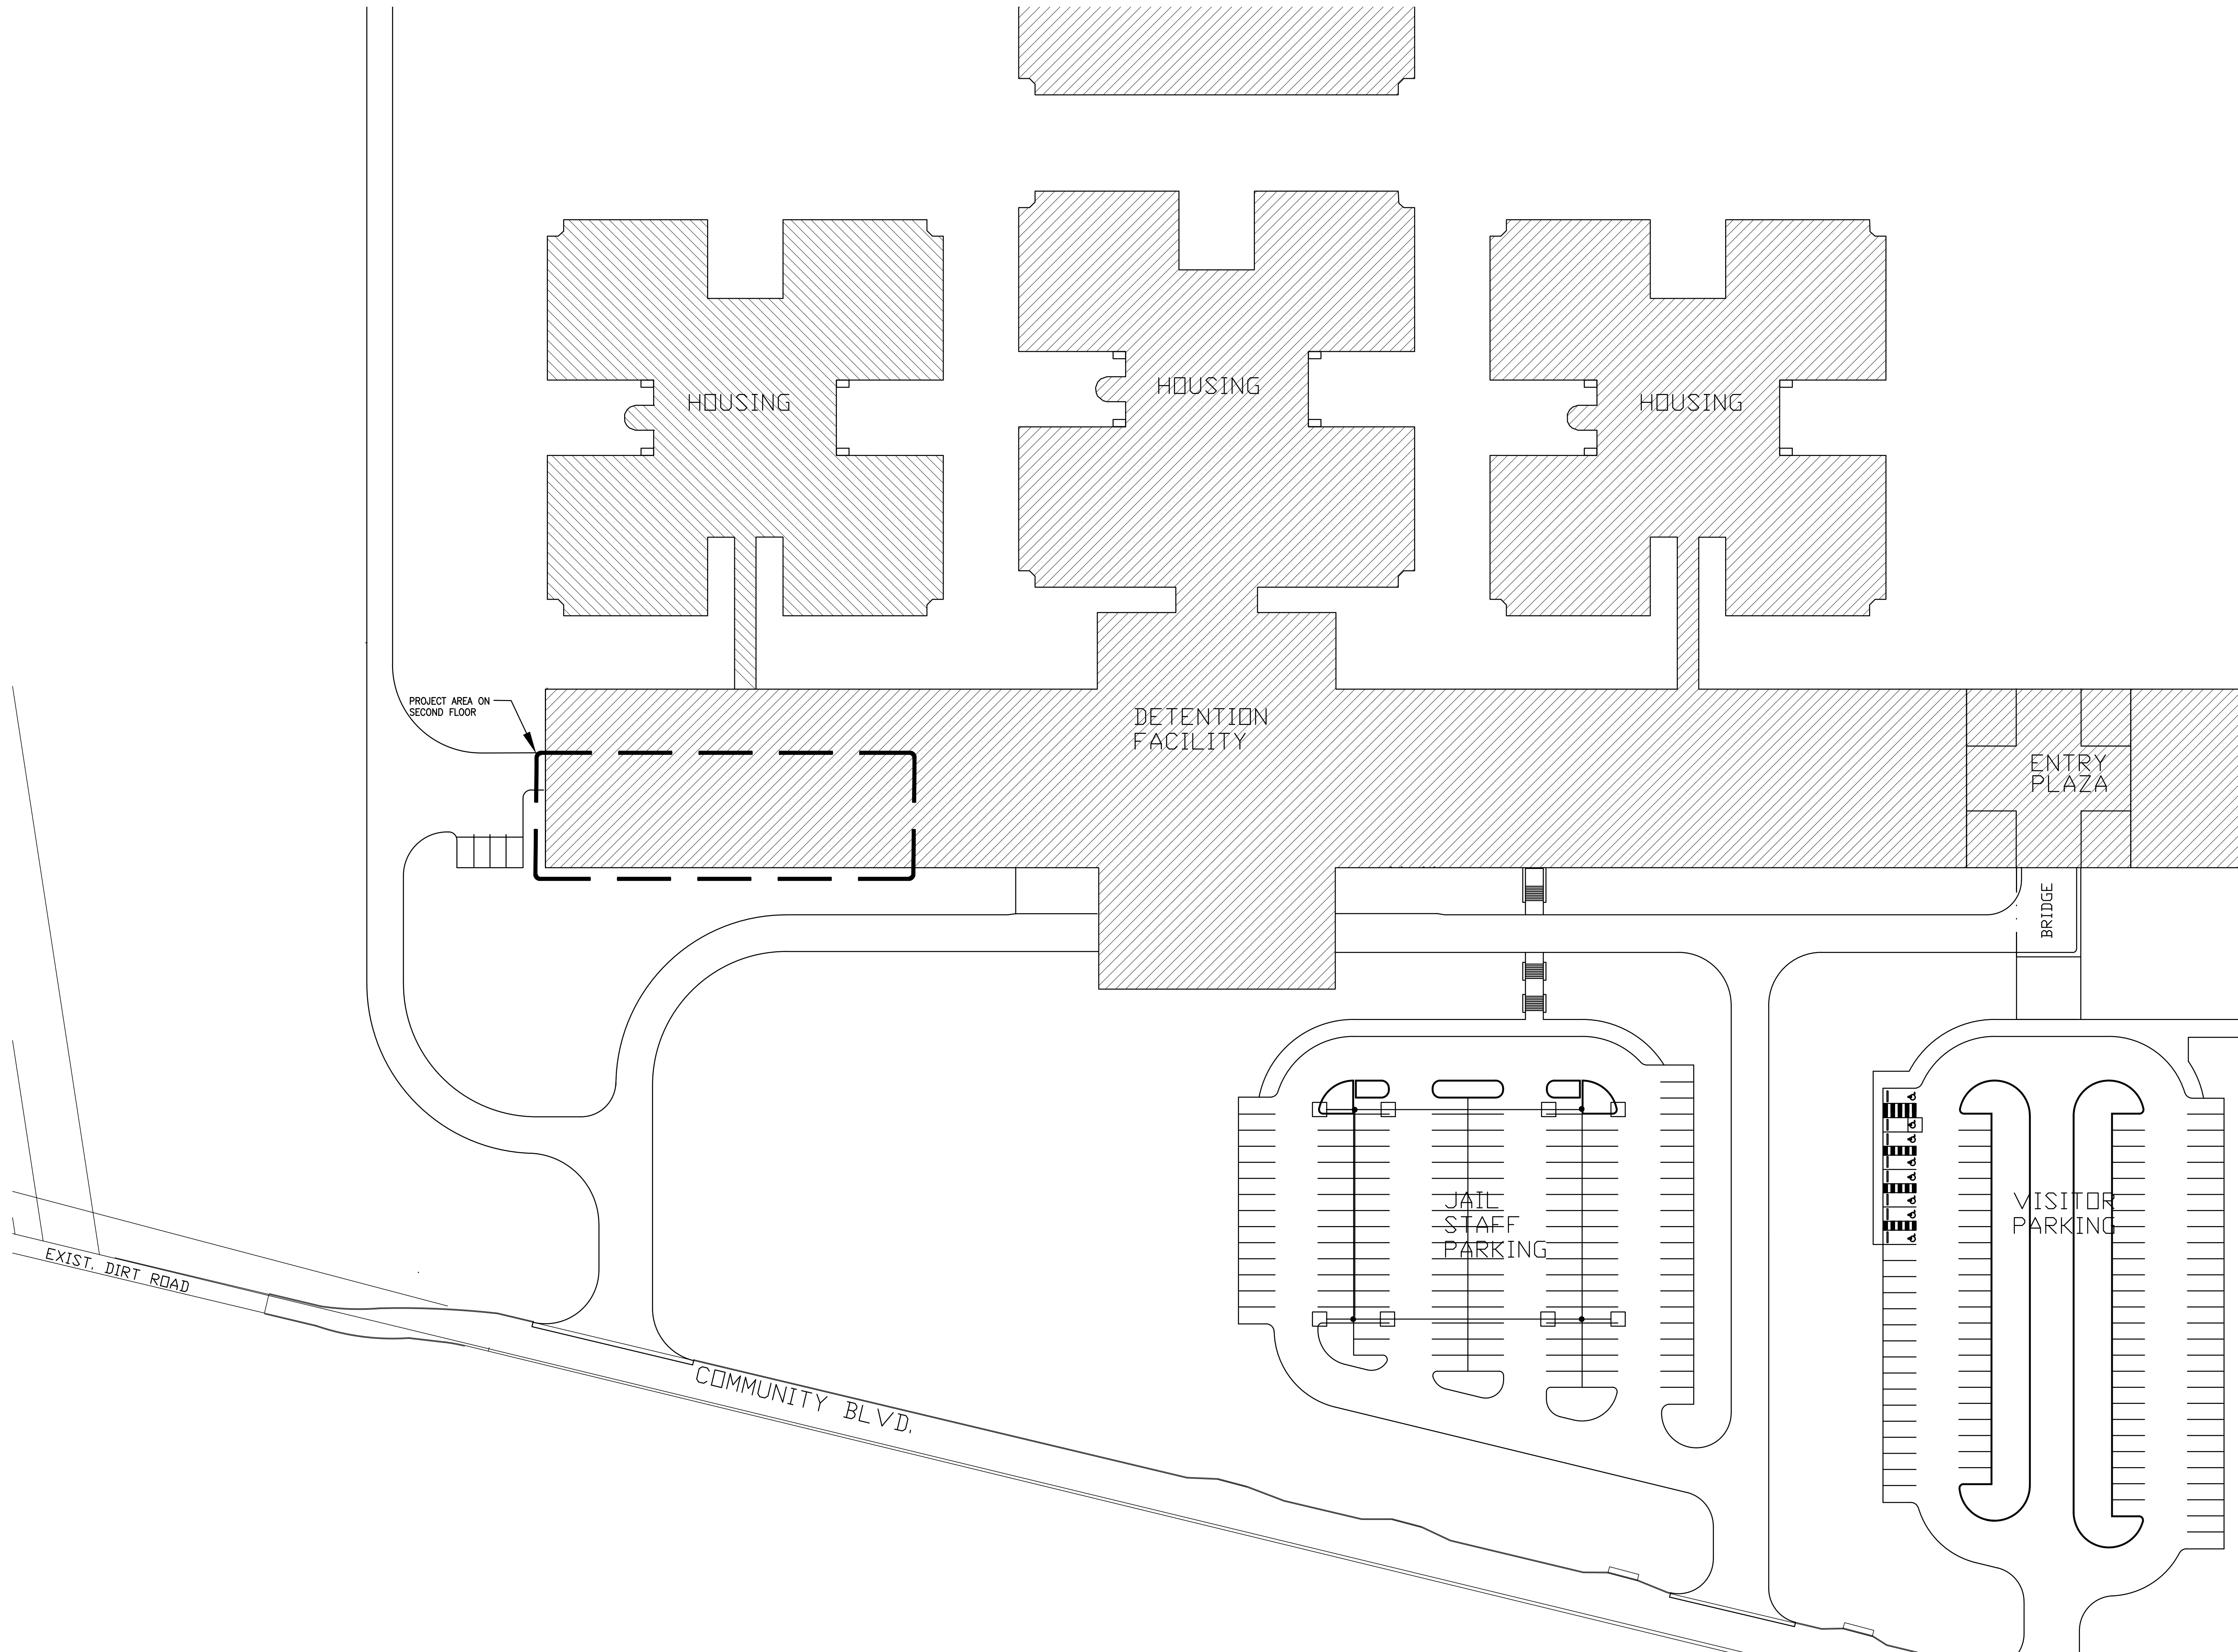 HOUSING
HOUSING
HOUSING
PROJECT AREA ON
SECOND FLOOR
DETENTION
FACILITY
ENTRY
PLAZA
BRIDGE
JAIL
STAFF
PARKING
VISITOR
PARKING
EXIST. DIRT ROAD
COMMUNITY BLVD.